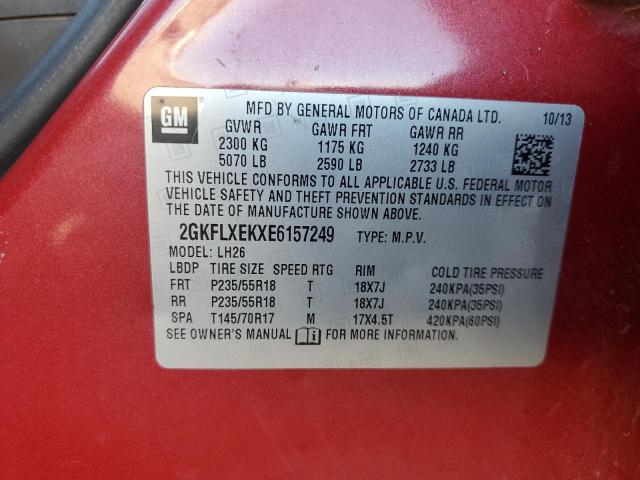 GM
MFD BY GENERAL MOTORS OF CANADA LTD. 10/13
GVWR GAWR FRT GAWR RR
2300 KG 1175 KG 1240 KG
5070 LB 2590 LB 2733 LB
THIS VEHICLE CONFORMS TO ALL APPLICABLE U.S. FEDERAL MOTOR
VEHICLE SAFETY AND THEFT PREVENTION STANDARDS IN EFFECT ON
THE DATE OF MANUFACTURE SHOWN ABOVE.
2GKFLXEKXE6157249 TYPE: M.P.V.
MODEL: LH26
LBDP TIRE SIZE SPEED RTG RIM COLD TIRE PRESSURE
FRT P235/55R18 T 18X7J 240KPA(35PSI)
RR P235/55R18 T 18X7J 240KPA(35PSI)
SPA T145/70R17 M 17X4.5T 420KPA(60PSI)
SEE OWNER'S MANUAL i FOR MORE INFORMATION.